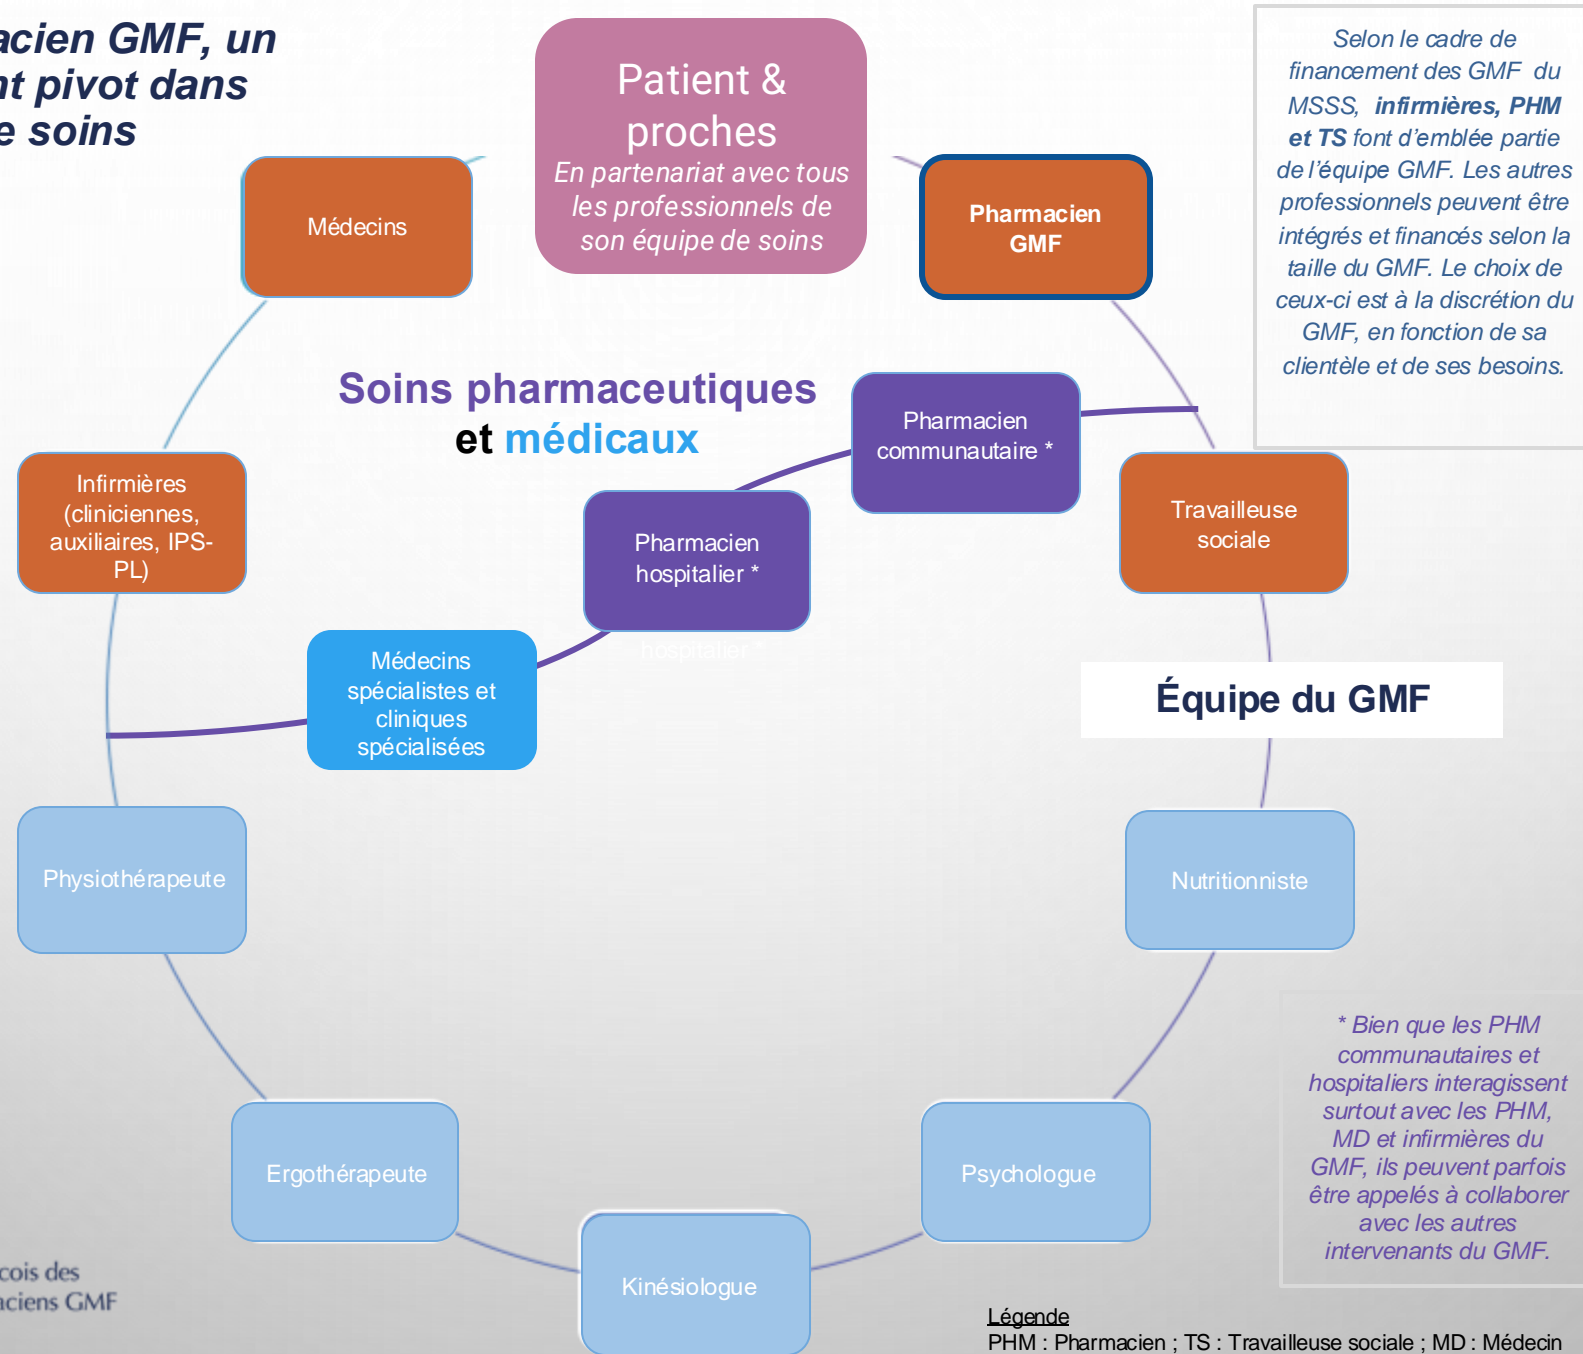 acien GMF, un
nt pivot dans
e soins
Patient &
proches
En partenariat avec tous
les professionnels de
son équipe de soins
Selon le cadre de
financement des GMF du
MSSS, infirmières, PHM
et TS font d'emblée partie
de l'équipe GMF. Les autres
professionnels peuvent être
intégrés et financés selon la
taille du GMF. Le choix de
ceux-ci est à la discrétion du
GMF, en fonction de sa
clientèle et de ses besoins.
Médecins
Pharmacien
GMF
Soins pharmaceutiques
et médicaux
Pharmacien
communautaire *
Infirmières
(cliniciennes,
auxiliaires, IPS-
PL)
Travailleuse
sociale
Pharmacien
hospitalier *
hospitalier *
Médecins
spécialistes et
cliniques
spécialisées
Équipe du GMF
Physiothérapeute
Nutritionniste
* Bien que les PHM
communautaires et
hospitaliers interagissent
surtout avec les PHM,
MD et infirmières du
GMF, ils peuvent parfois
être appelés à collaborer
avec les autres
intervenants du GMF.
Ergothérapeute
Psychologue
Kinésiologue
cois des
aciens GMF
Légende
PHM : Pharmacien ; TS : Travailleuse sociale ; MD : Médecin